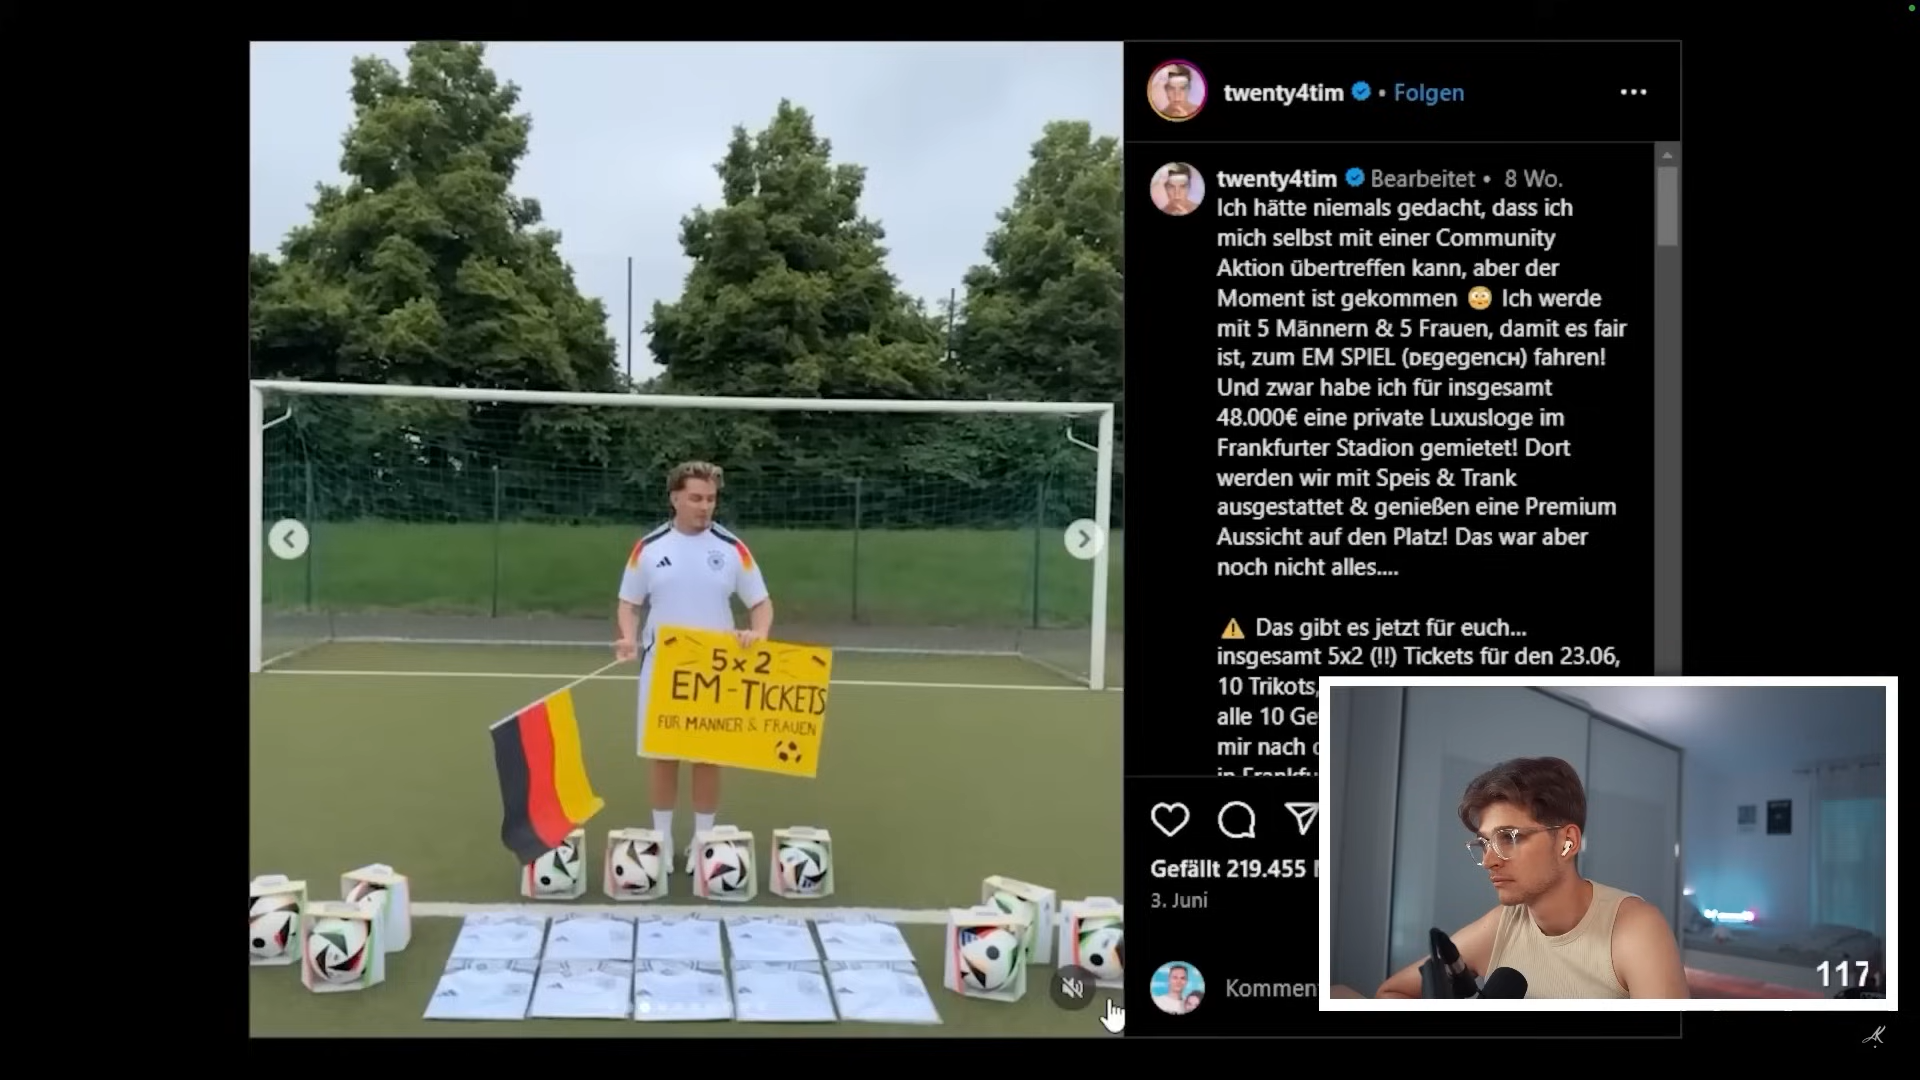 twenty4tim • Folgen
twenty4tim Bearbeitet • 8 Wo.
Ich hätte niemals gedacht, dass ich
mich selbst mit einer Community
Aktion übertreffen kann, aber der
Moment ist gekommen 😳 Ich werde
mit 5 Männern & 5 Frauen, damit es fair
ist, zum EM SPIEL (ᴅᴇgegenᴄʜ) fahren!
Und zwar habe ich für insgesamt
48.000€ eine private Luxusloge im
Frankfurter Stadion gemietet! Dort
werden wir mit Speis & Trank
ausgestattet & genießen eine Premium
Aussicht auf den Platz! Das war aber
noch nicht alles....
⚠️ Das gibt es jetzt für euch...
insgesamt 5x2 (!!) Tickets für den 23.06,
10 Trikots,
alle 10 Ge
mir nach
Gefällt 219.455
3. Juni
Kommen
5x2
EM-TICKETS
FÜR MÄNNER & FRAUEN
117